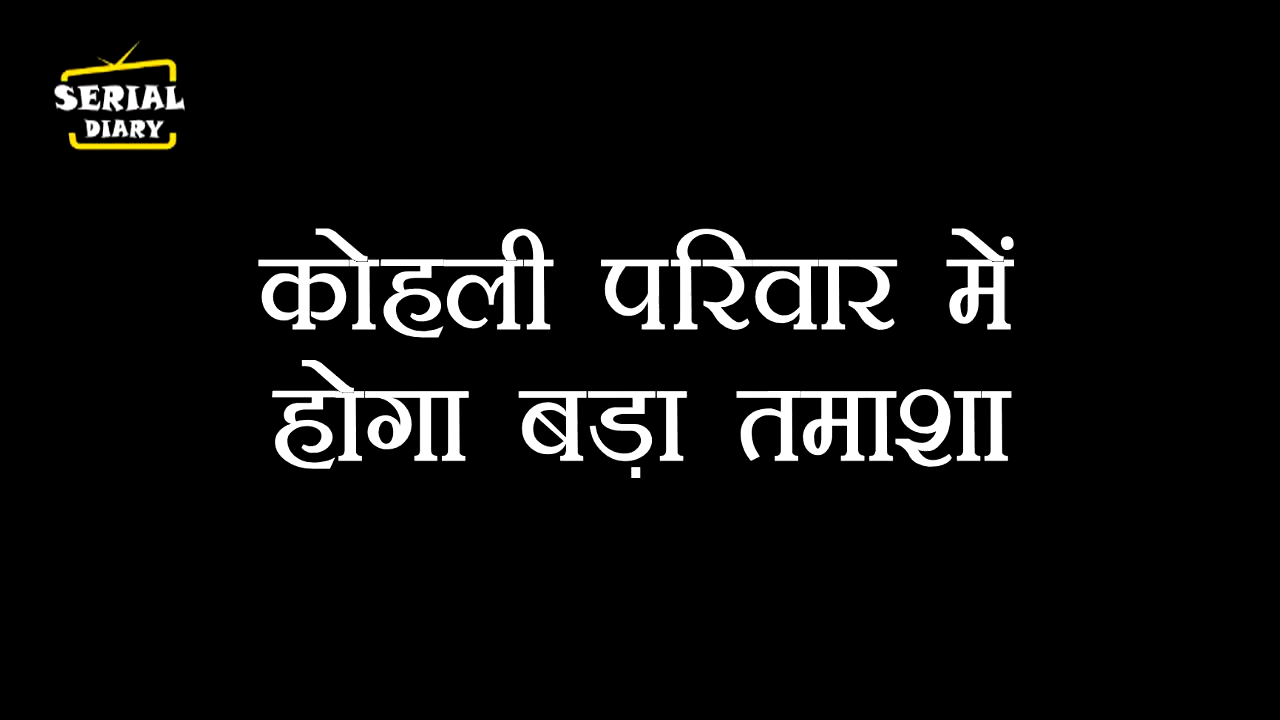 SERIAL
DIARY
कोहली परिवार में
होगा बड़ा तमाशा